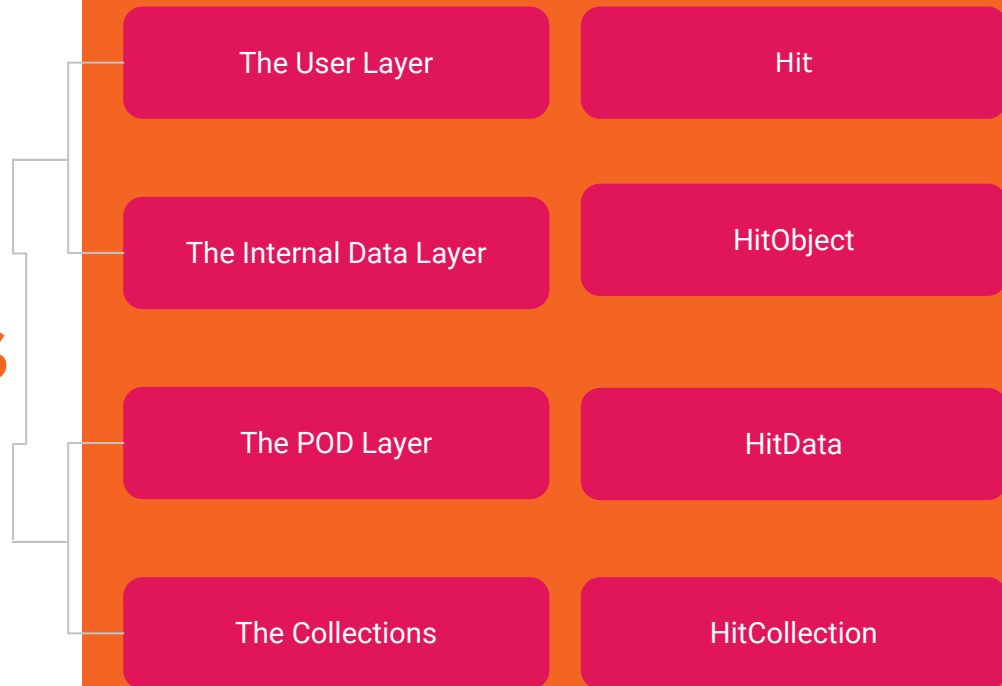 The User Layer
Hit
The Internal Data Layer
HitObject
The POD Layer
HitData
The Collections
HitCollection